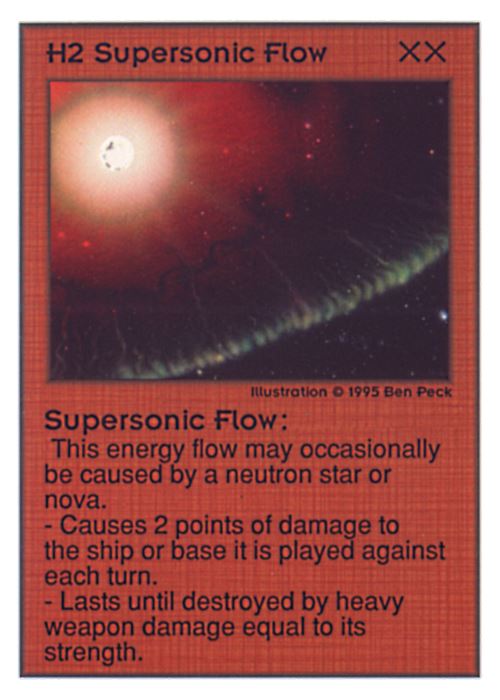 H2 Supersonic Flow XX
Illustration © 1995 Ben Peck
Supersonic Flow:
This energy flow may occasionally
be caused by a neutron star or
nova.
- Causes 2 points of damage to
the ship or base it is played against
each turn.
- Lasts until destroyed by heavy
weapon damage equal to its
strength.